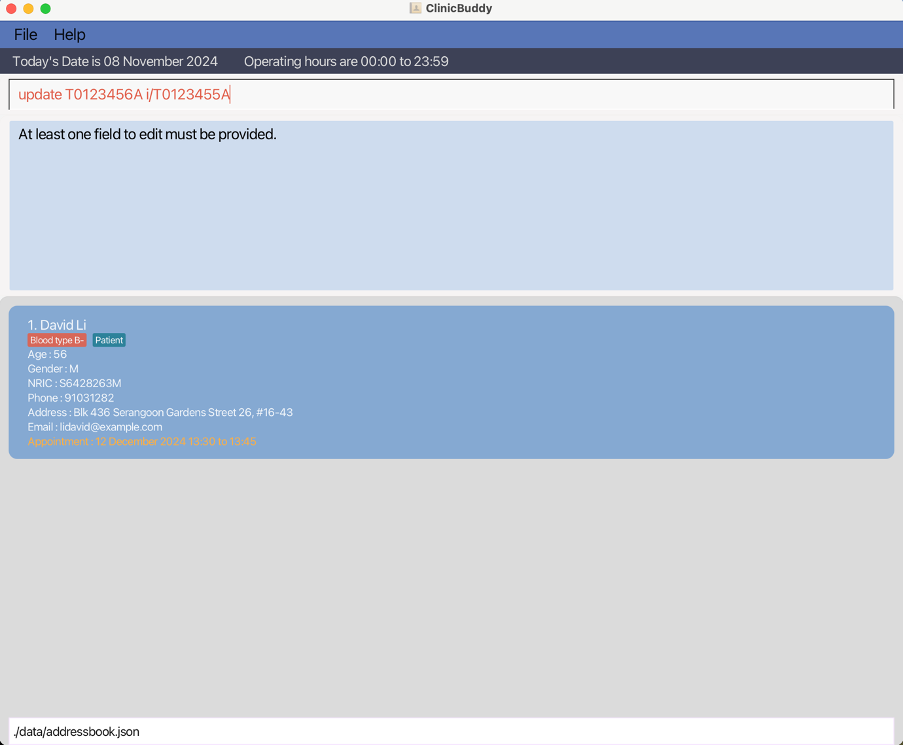 ClinicBuddy
File Help
Today's Date is 08 November 2024 Operating hours are 00:00 to 23:59
update T0123456A i/T0123455A
At least one field to edit must be provided.
1. David Li
Blood type B- Patient
Age : 56
Gender : M
NRIC : S6428263M
Phone : 91031282
Address : Blk 436 Serangoon Gardens Street 26, #16-43
Email : lidavid@example.com
Appointment : 12 December 2024 13:30 to 13:45
./data/addressbook.json